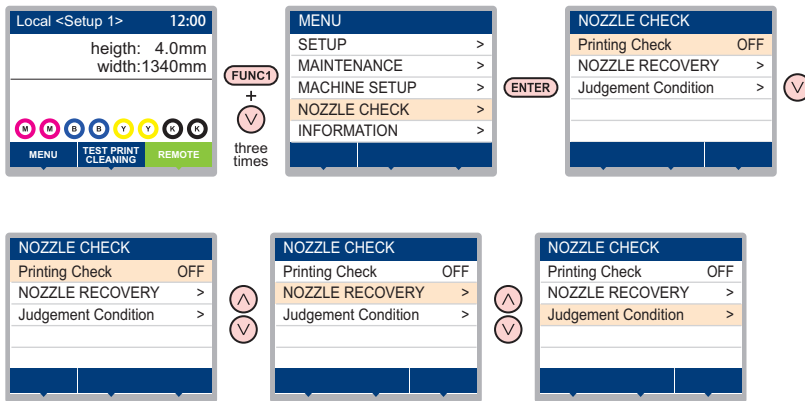 Local <Setup 1> 12:00
heigth: 4.0mm
width:1340mm
M M B B Y Y K K
MENU TEST PRINT CLEANING REMOTE
FUNC1
+
three
times
MENU
SETUP >
MAINTENANCE >
MACHINE SETUP >
NOZZLE CHECK >
INFORMATION >
ENTER
NOZZLE CHECK
Printing Check OFF
NOZZLE RECOVERY >
Judgement Condition >
NOZZLE CHECK
Printing Check OFF
NOZZLE RECOVERY >
Judgement Condition >
NOZZLE CHECK
Printing Check OFF
NOZZLE RECOVERY >
Judgement Condition >
NOZZLE CHECK
Printing Check OFF
NOZZLE RECOVERY >
Judgement Condition >